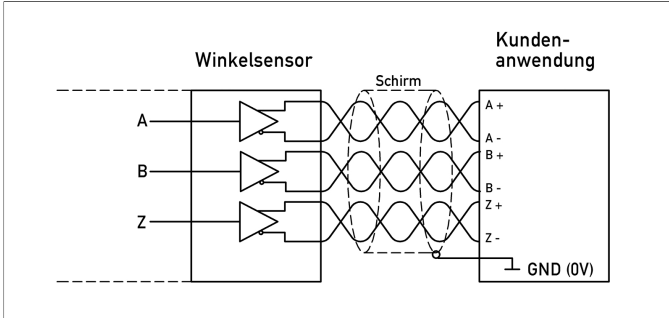 Winkelsensor
Kunden-
anwendung
Schirm
A
B
Z
A +
A -
B +
B -
Z +
Z -
GND (0V)